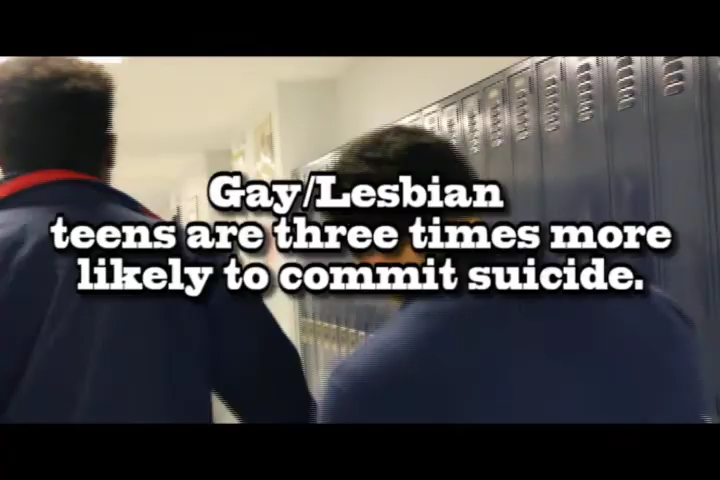 Gay/Lesbian
teens are three times more
likely to commit suicide.